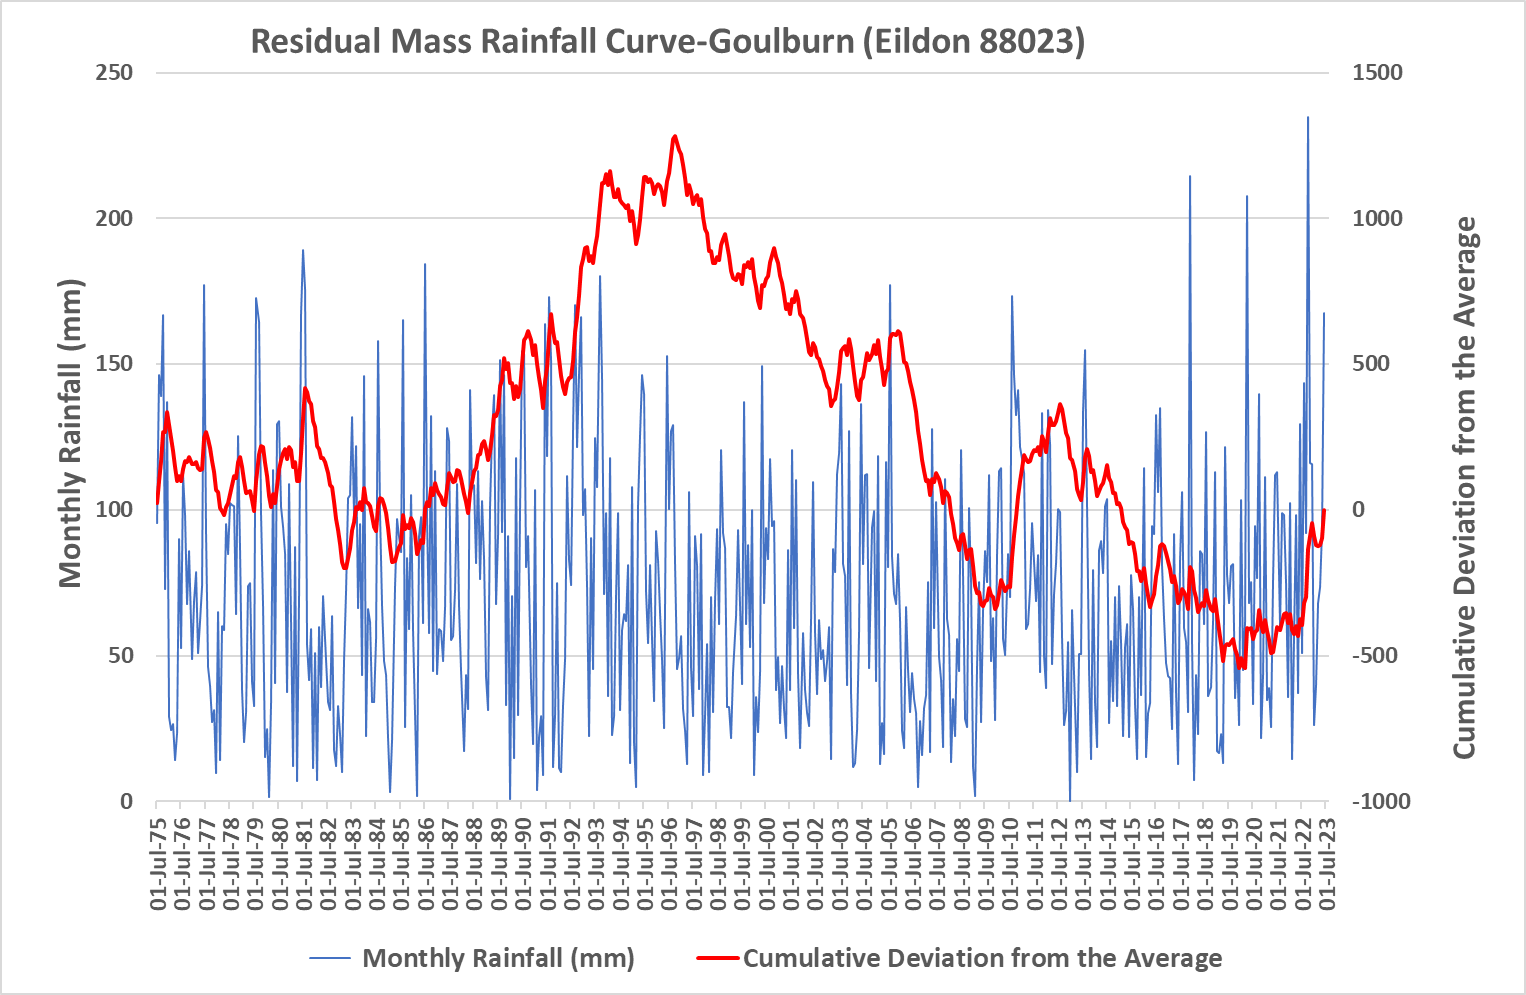 Residual Mass Rainfall Curve-Goulburn (Eildon 88023)
250
200
150
100
50
0
Monthly Rainfall (mm)
1500
1000
500
0
-500
-1000
Cumulative Deviation from the Average
01-Jul-75
01-Jul-76
01-Jul-77
01-Jul-78
01-Jul-79
01-Jul-80
01-Jul-81
01-Jul-82
01-Jul-83
01-Jul-84
01-Jul-85
01-Jul-86
01-Jul-87
01-Jul-88
01-Jul-89
01-Jul-90
01-Jul-91
01-Jul-92
01-Jul-93
01-Jul-94
01-Jul-95
01-Jul-96
01-Jul-97
01-Jul-98
01-Jul-99
01-Jul-00
01-Jul-01
01-Jul-02
01-Jul-03
01-Jul-04
01-Jul-05
01-Jul-06
01-Jul-07
01-Jul-08
01-Jul-09
01-Jul-10
01-Jul-11
01-Jul-12
01-Jul-13
01-Jul-14
01-Jul-15
01-Jul-16
01-Jul-17
01-Jul-18
01-Jul-19
01-Jul-20
01-Jul-21
01-Jul-22
01-Jul-23
Monthly Rainfall (mm)
Cumulative Deviation from the Average